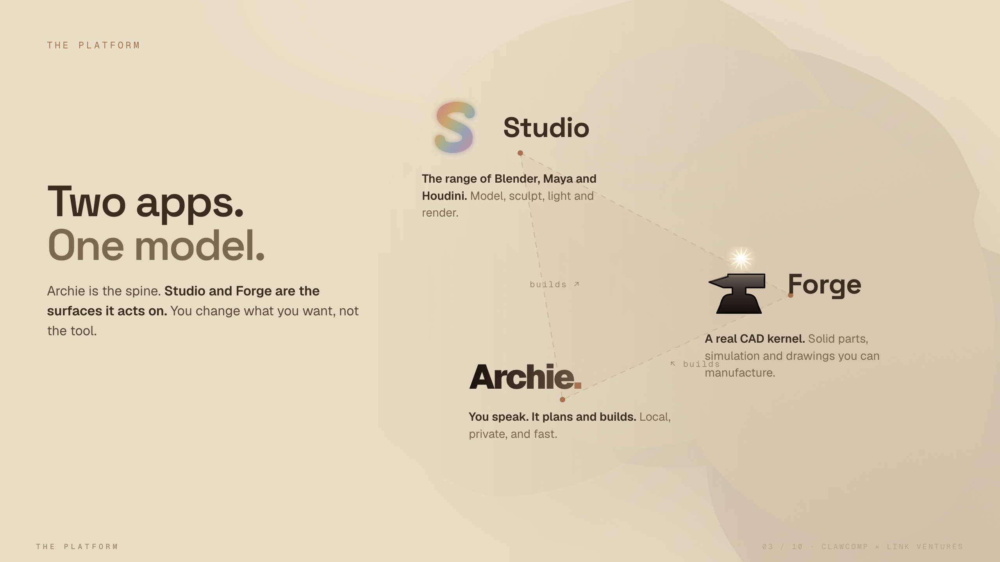 THE PLATFORM
Two apps.
One model.
Archie is the spine. Studio and Forge are the
surfaces it acts on. You change what you want, not
the tool.
S
Studio
The range of Blender, Maya and
Houdini. Model, sculpt, light and
render.
builds ↗
Forge
A real CAD kernel. Solid parts,
simulation and drawings you can
manufacture.
↖ builds
Archie.
You speak. It plans and builds. Local,
private, and fast.
THE PLATFORM
03 / 10 · CLAWCOMP × LINK VENTURES